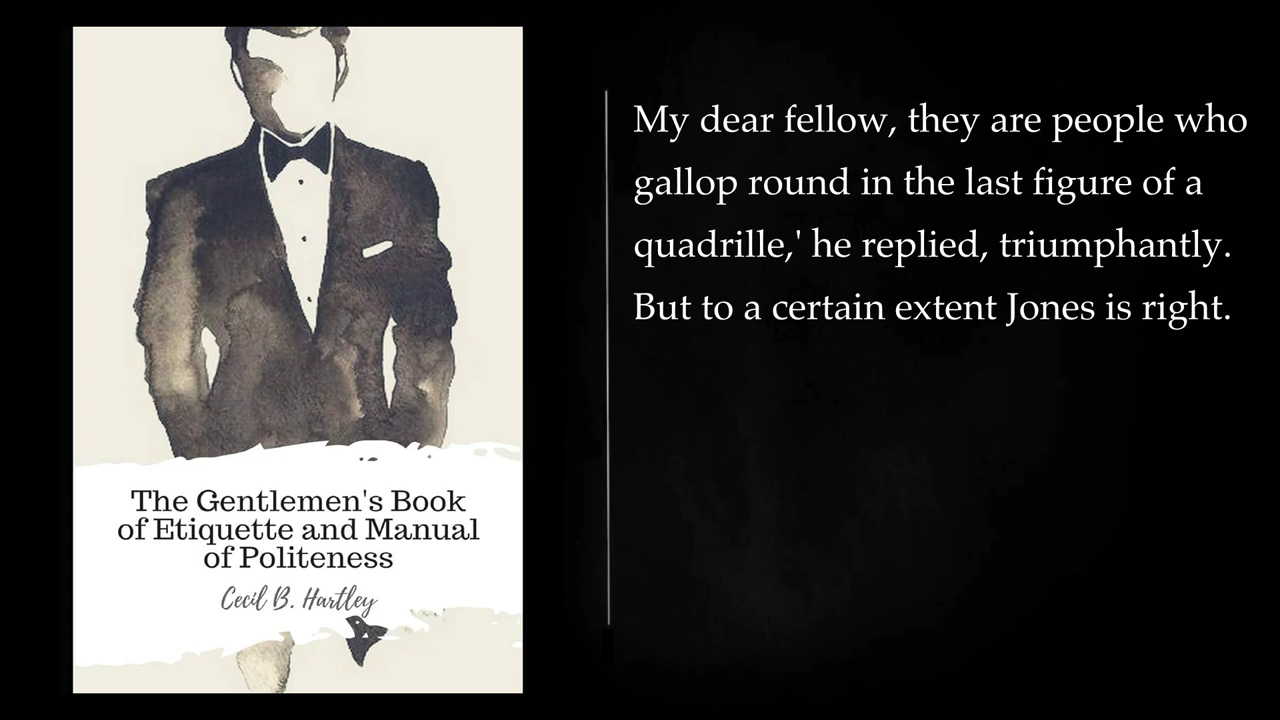 The Gentlemen's Book
of Etiquette and Manual
of Politeness
Cecil B. Hartley
My dear fellow, they are people who
gallop round in the last figure of a
quadrille,' he replied, triumphantly.
But to a certain extent Jones is right.